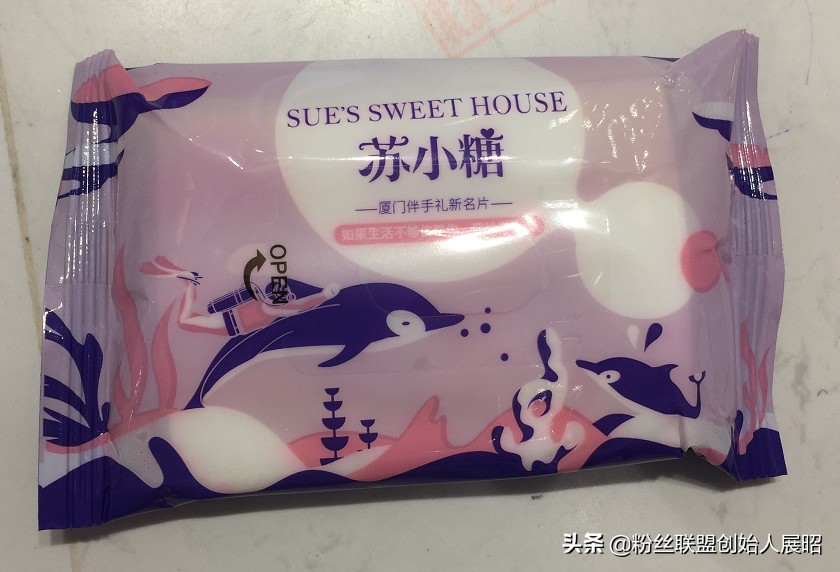 SUE'S SWEET HOUSE
苏小糖
厦门伴手礼新名片
如果生活不够
OPEN
头条 @粉丝联盟创始人展昭